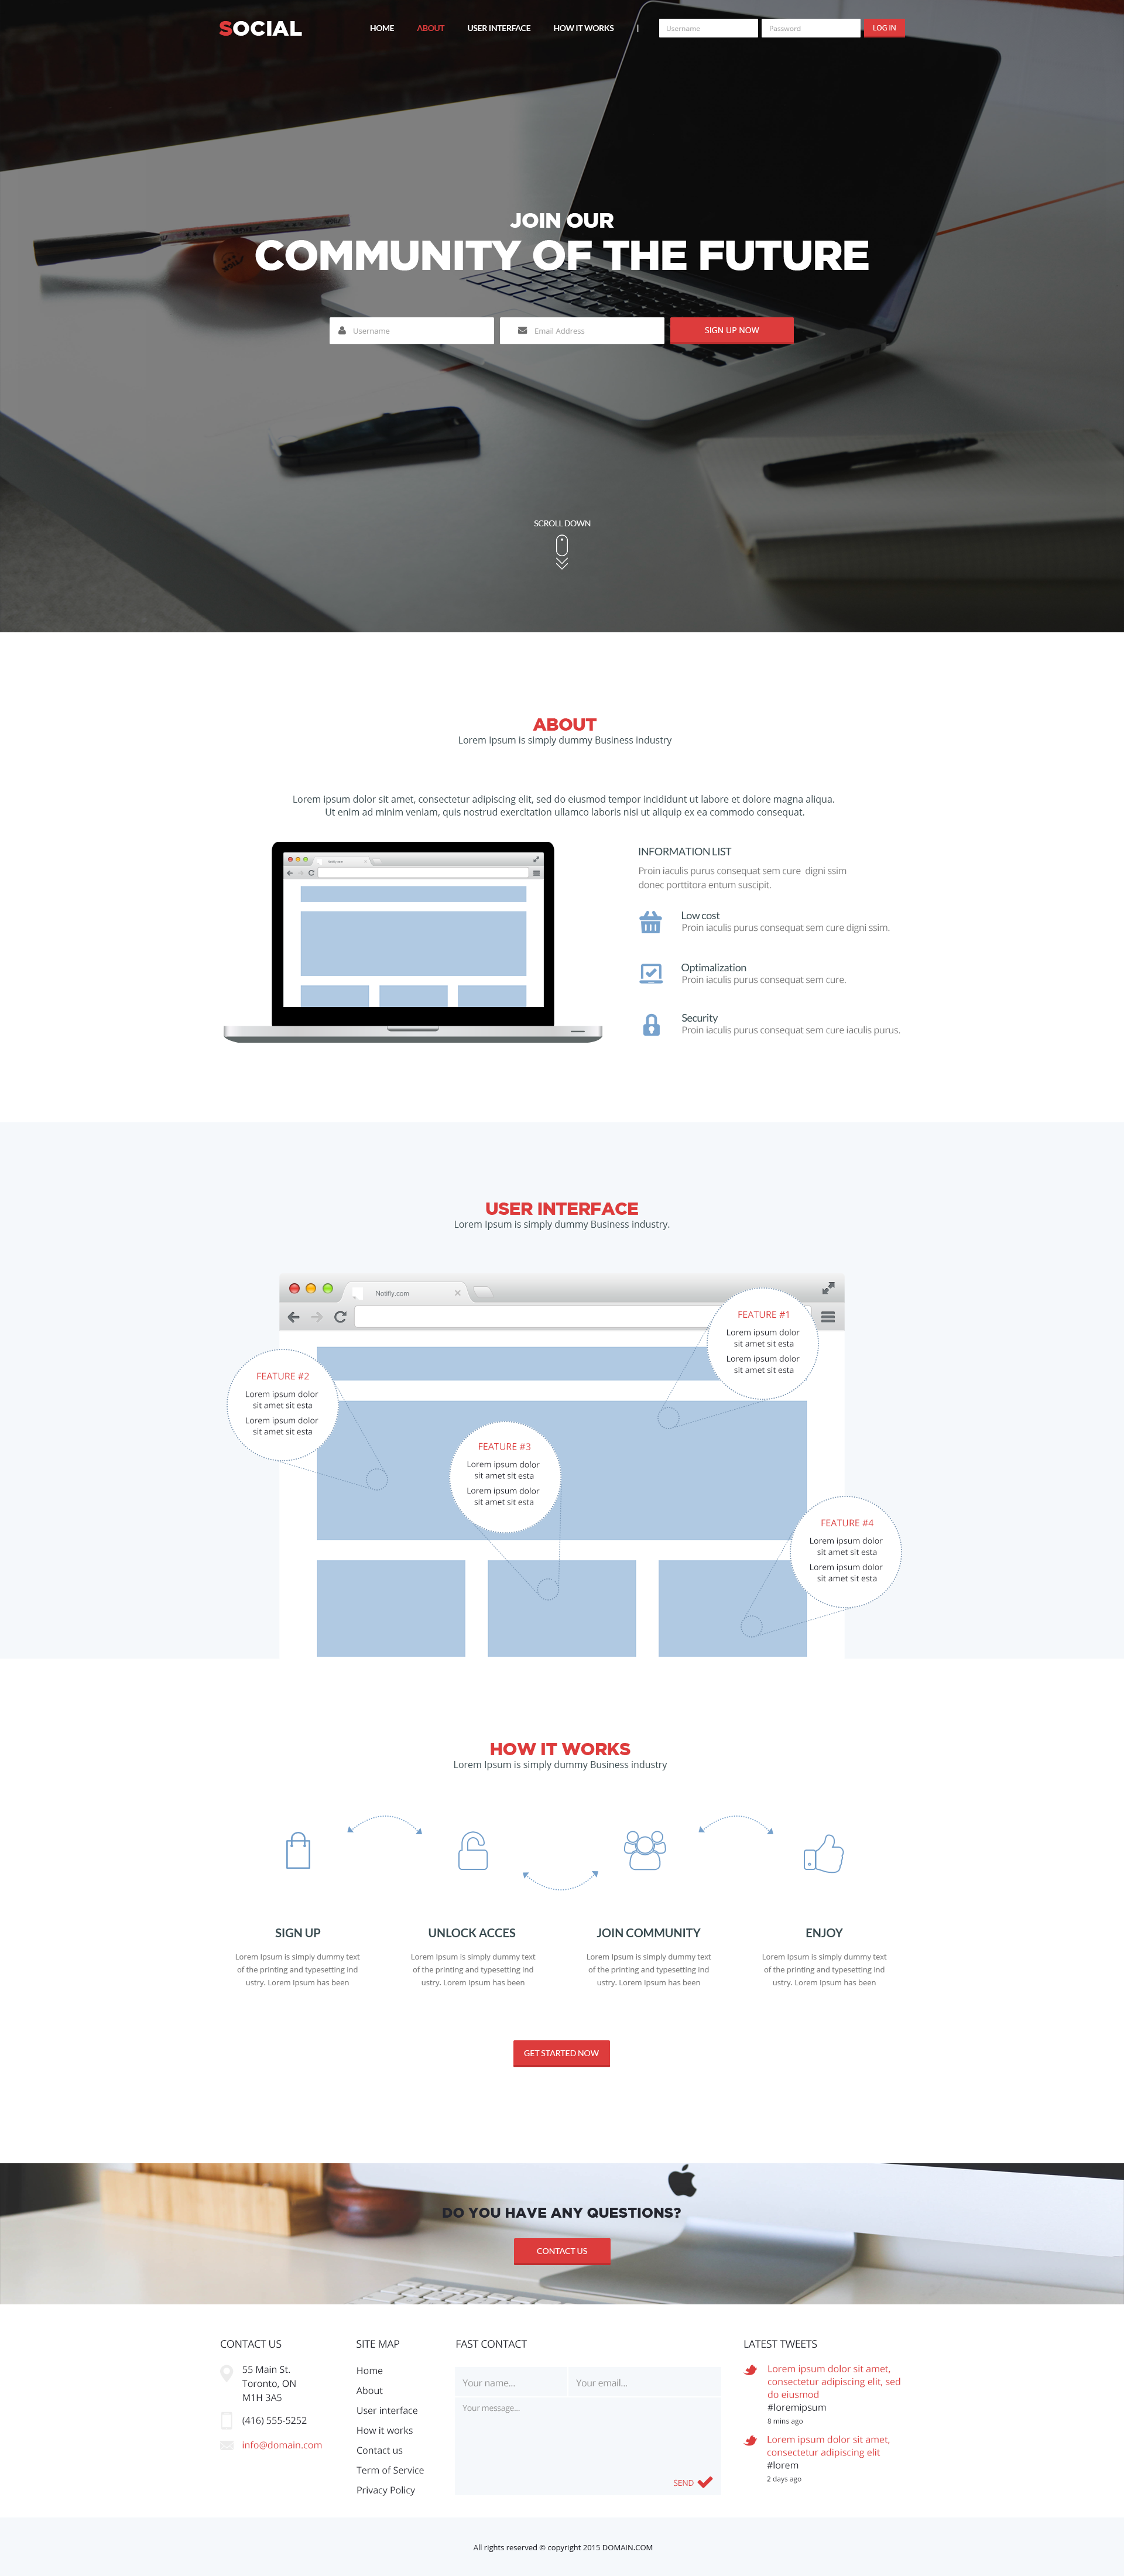 SOCIAL
HOME ABOUT USER INTERFACE HOW IT WORKS |
Username Password LOG IN
JOIN OUR
COMMUNITY OF THE FUTURE
Username Email Address SIGN UP NOW
SCROLL DOWN
ABOUT
Lorem Ipsum is simply dummy Business industry
Lorem ipsum dolor sit amet, consectetur adipiscing elit, sed do eiusmod tempor incididunt ut labore et dolore magna aliqua.
Ut enim ad minim veniam, quis nostrud exercitation ullamco laboris nisi ut aliquip ex ea commodo consequat.
INFORMATION LIST
Proin iaculis purus consequat sem cure digni ssim
donec porttitora entum suscipit.
Low cost
Proin iaculis purus consequat sem cure digni ssim.
Optimalization
Proin iaculis purus consequat sem cure.
Security
Proin iaculis purus consequat sem cure iaculis purus.
USER INTERFACE
Lorem Ipsum is simply dummy Business industry.
Notifly.com
FEATURE #1
Lorem ipsum dolor
sit amet sit esta
Lorem ipsum dolor
sit amet sit esta
FEATURE #2
Lorem ipsum dolor
sit amet sit esta
Lorem ipsum dolor
sit amet sit esta
FEATURE #3
Lorem ipsum dolor
sit amet sit esta
Lorem ipsum dolor
sit amet sit esta
FEATURE #4
Lorem ipsum dolor
sit amet sit esta
Lorem ipsum dolor
sit amet sit esta
HOW IT WORKS
Lorem Ipsum is simply dummy Business industry
SIGN UP
Lorem Ipsum is simply dummy text
of the printing and typesetting ind
ustry. Lorem Ipsum has been
UNLOCK ACCES
Lorem Ipsum is simply dummy text
of the printing and typesetting ind
ustry. Lorem Ipsum has been
JOIN COMMUNITY
Lorem Ipsum is simply dummy text
of the printing and typesetting ind
ustry. Lorem Ipsum has been
ENJOY
Lorem Ipsum is simply dummy text
of the printing and typesetting ind
ustry. Lorem Ipsum has been
GET STARTED NOW
DO YOU HAVE ANY QUESTIONS?
CONTACT US
CONTACT US
55 Main St.
Toronto, ON
M1H 3A5
(416) 555-5252
info@domain.com
SITE MAP
Home
About
User interface
How it works
Contact us
Term of Service
Privacy Policy
FAST CONTACT
Your name... Your email...
Your message...
SEND
LATEST TWEETS
Lorem ipsum dolor sit amet,
consectetur adipiscing elit, sed
do eiusmod
#loremipsum
8 mins ago
Lorem ipsum dolor sit amet,
consectetur adipiscing elit
#lorem
2 days ago
All rights reserved © copyright 2015 DOMAIN.COM